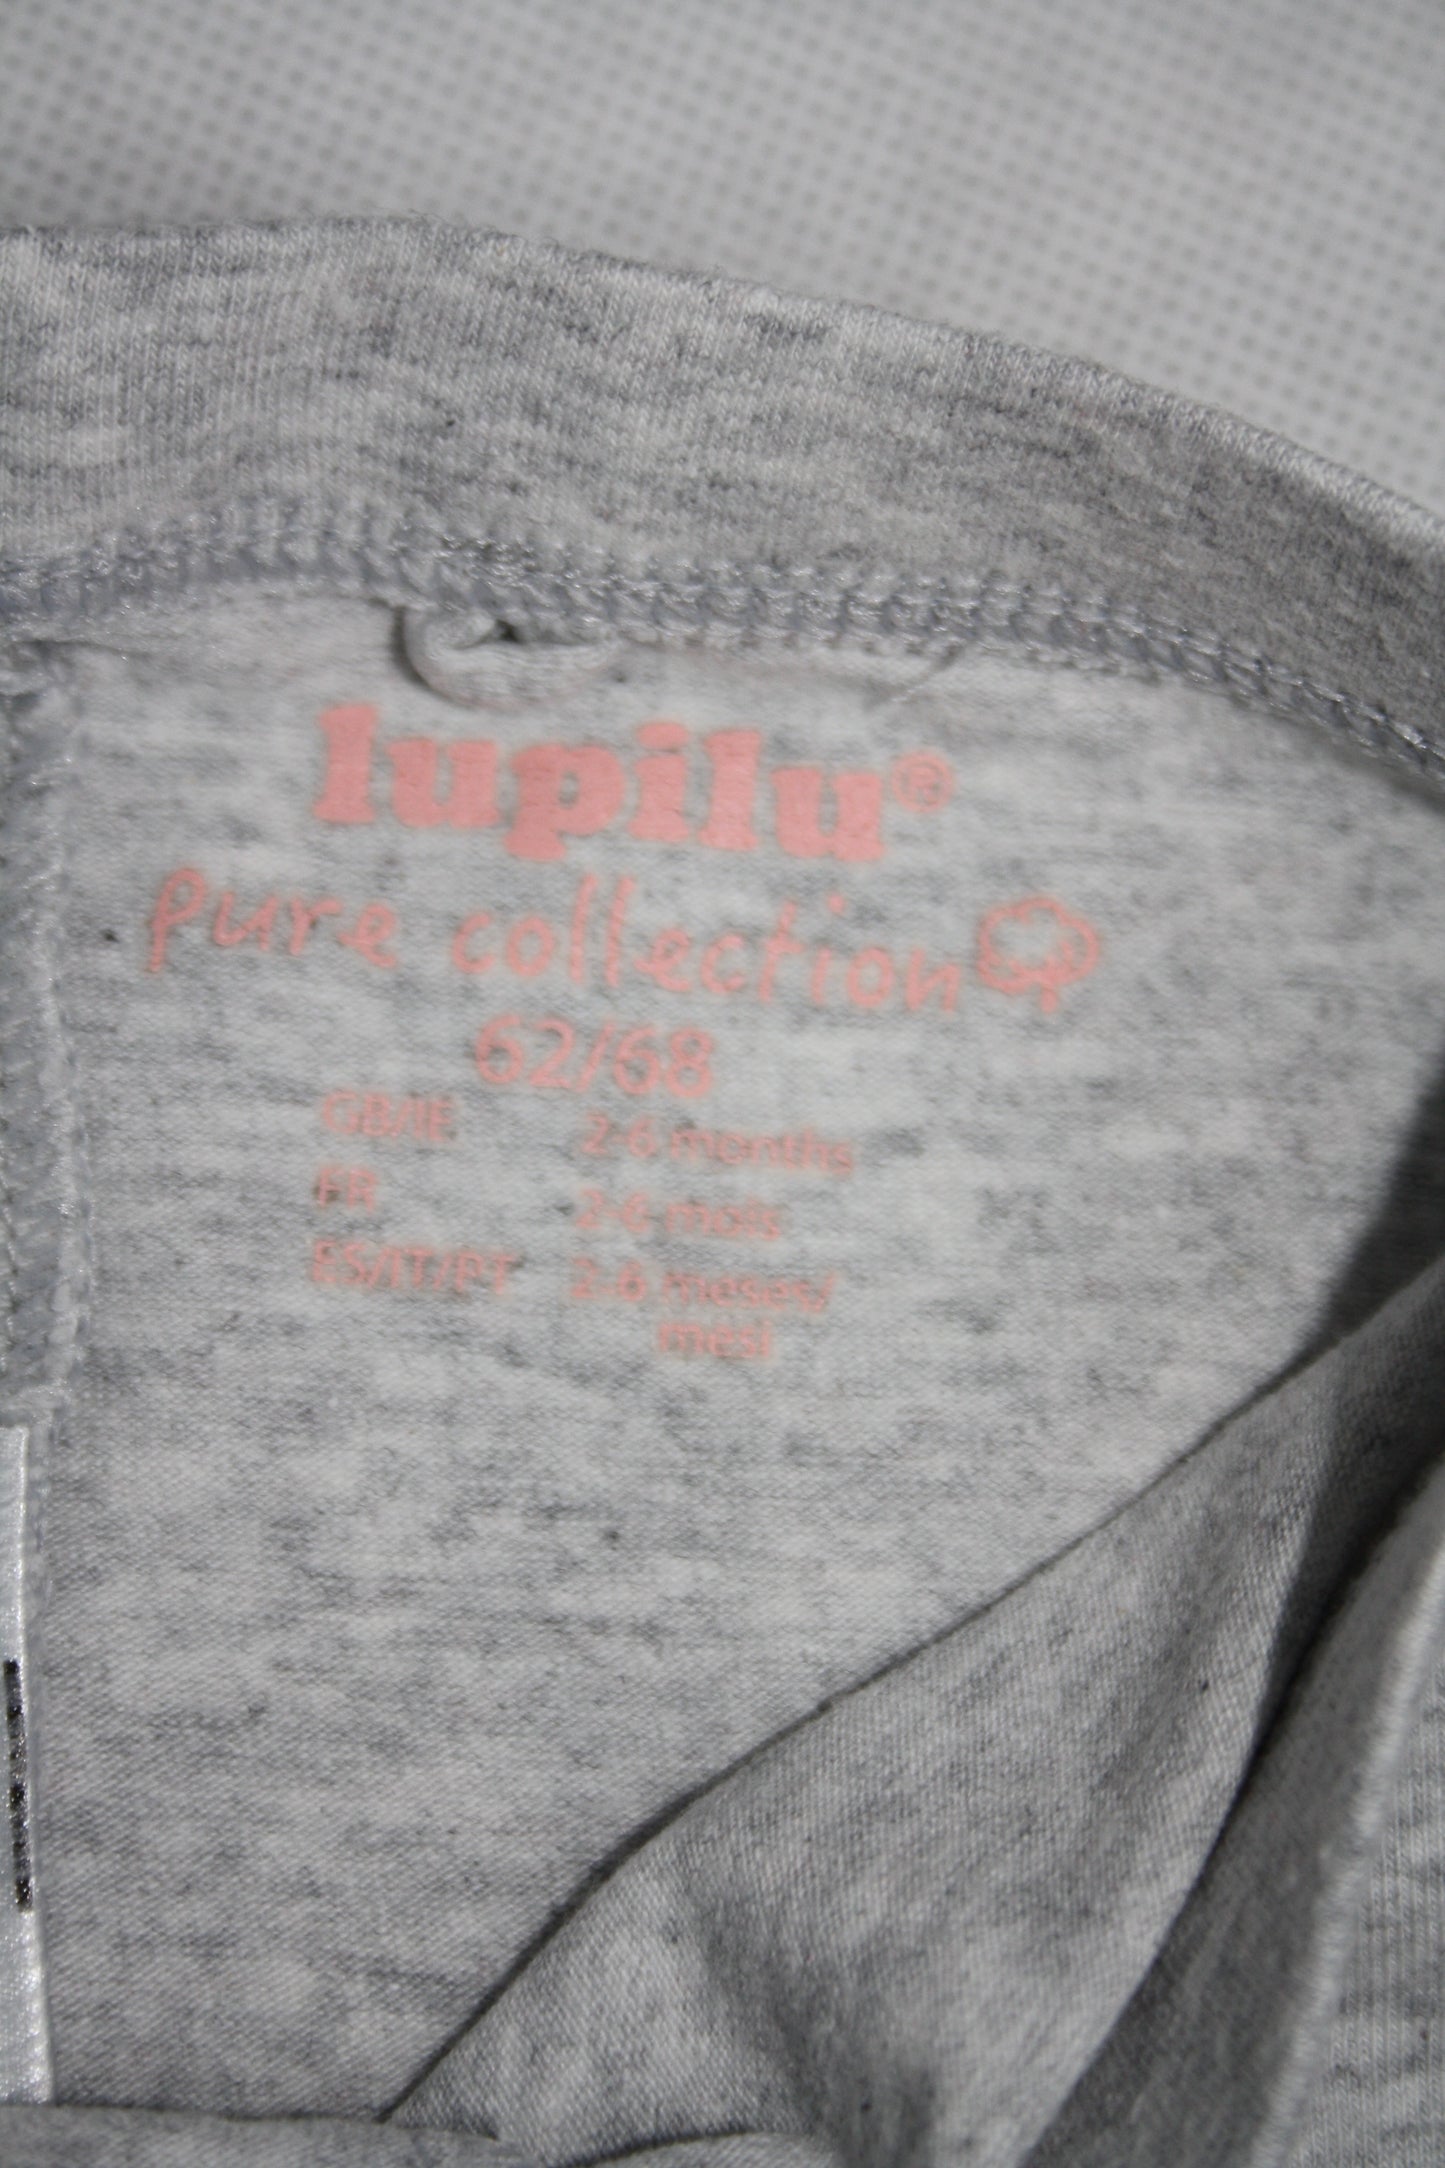 lupilu®
pure collection
62/68
GB/IE 2-6 months
FR 2-6 mois
ES/IT/PT 2-6 meses/
mesi